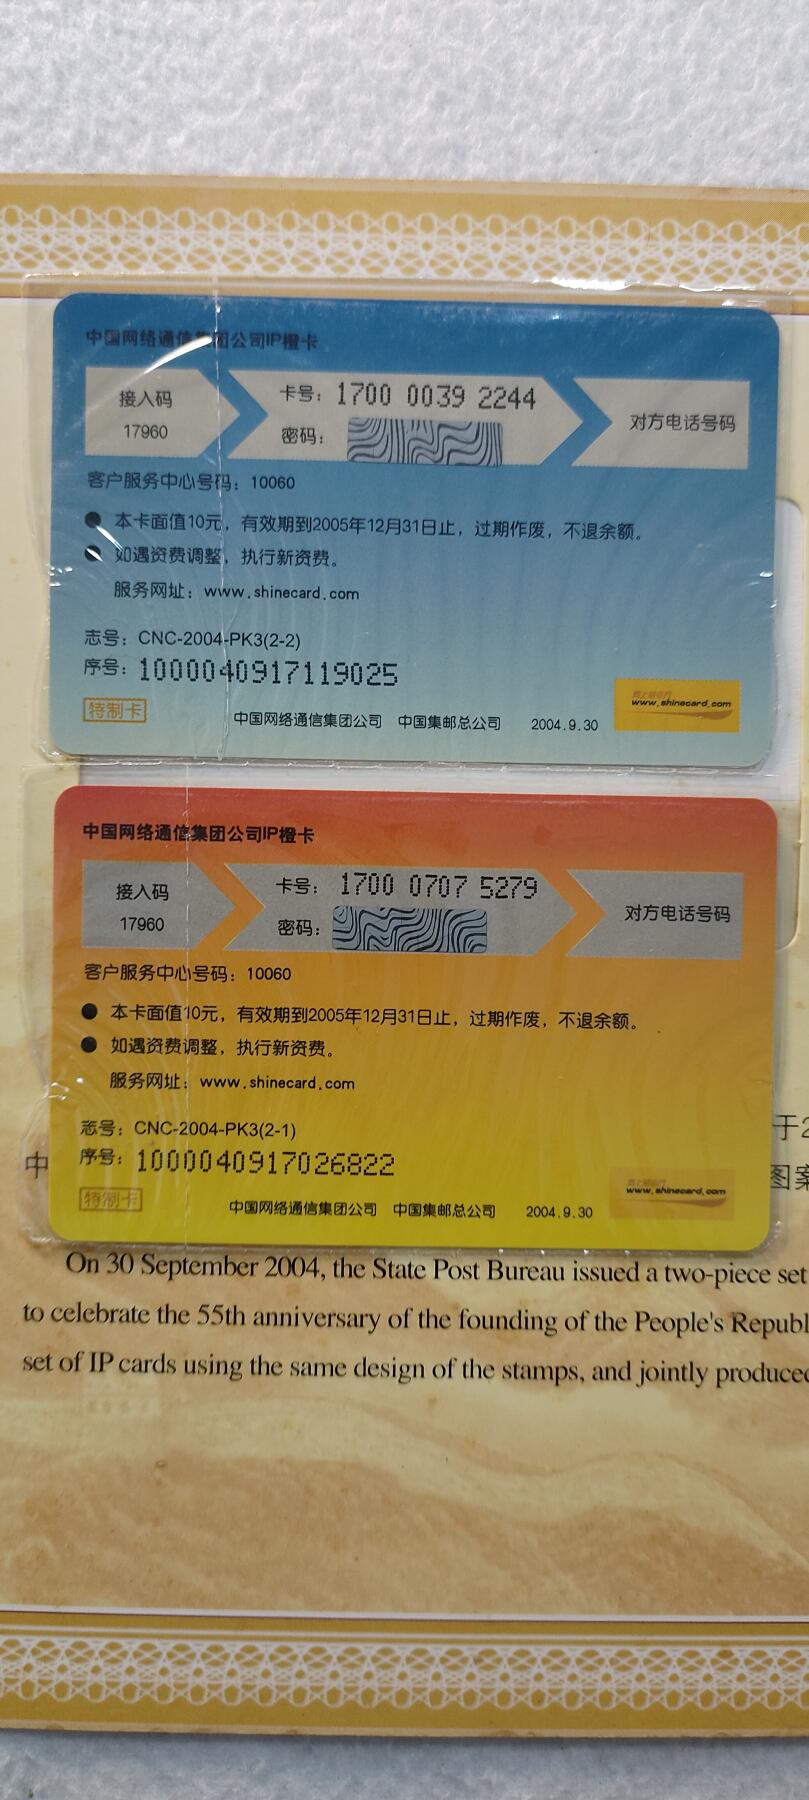 中国网络通信集团公司IP橙卡
接入码
17960
卡号：1700 0039 2244
密码：
对方电话号码
客户服务中心号码：10060
● 本卡面值10元，有效期到2005年12月31日止，过期作废，不退余额。
● 如遇资费调整，执行新资费。
服务网址：www.shinecard.com
志号：CNC-2004-PK3(2-2)
序号：1000040917119025
特制卡
中国网络通信集团公司 中国集邮总公司 2004.9.30
www.shinecard.com
中国网络通信集团公司IP橙卡
接入码
17960
卡号：1700 0707 5279
密码：
对方电话号码
客户服务中心号码：10060
● 本卡面值10元，有效期到2005年12月31日止，过期作废，不退余额。
● 如遇资费调整，执行新资费。
服务网址：www.shinecard.com
志号：CNC-2004-PK3(2-1)
序号：1000040917026822
特制卡
中国网络通信集团公司 中国集邮总公司 2004.9.30
www.shinecard.com
于2
中
图案
On 30 September 2004, the State Post Bureau issued a two-piece set
to celebrate the 55th anniversary of the founding of the People's Republ
set of IP cards using the same design of the stamps, and jointly produced